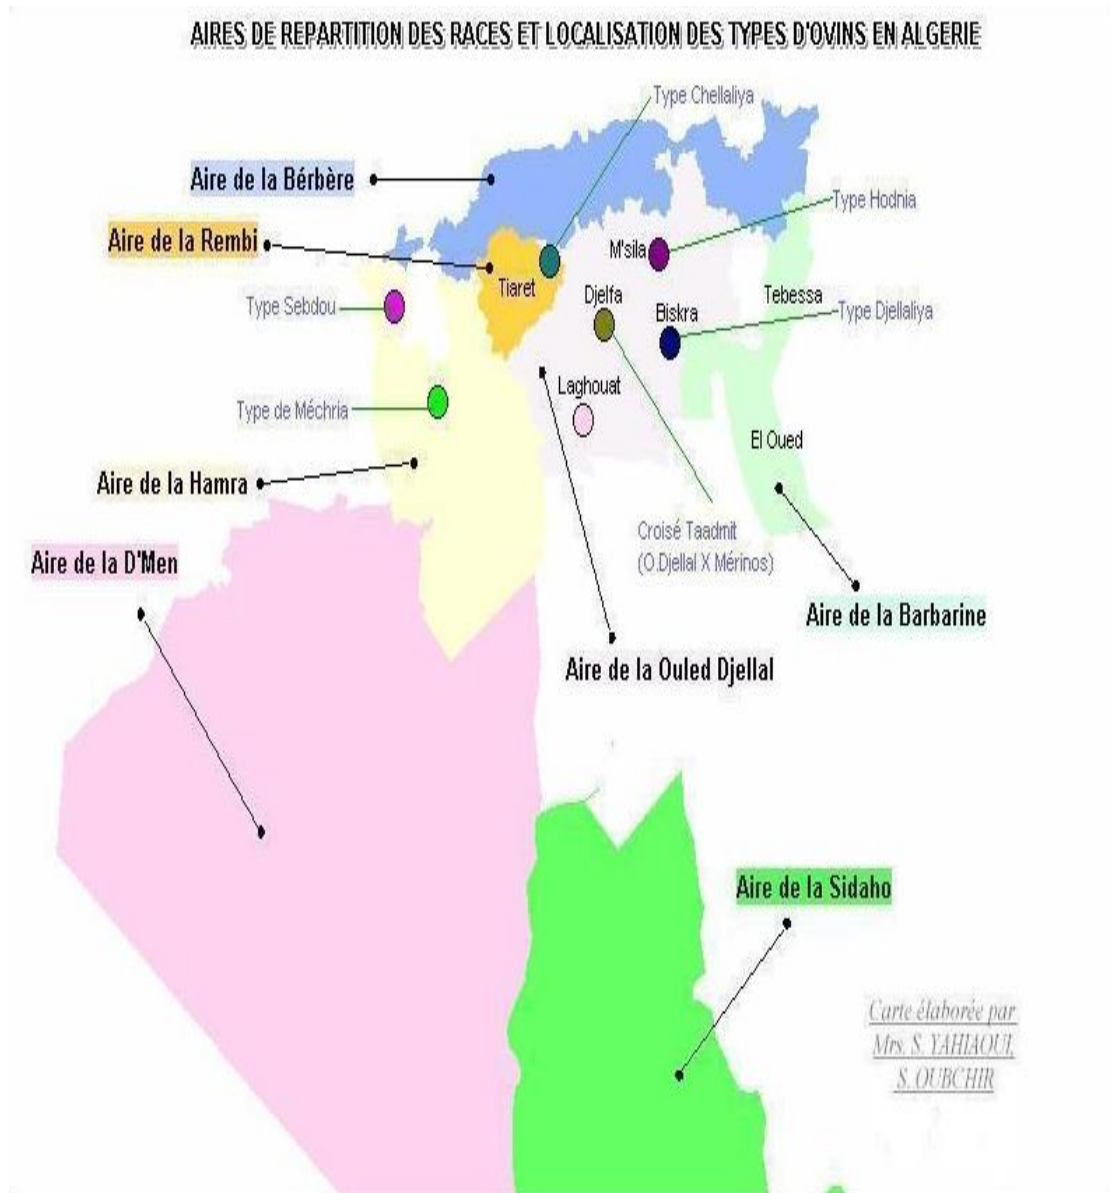 AIRES DE REPARTITION DES RACES ET LOCALISATION DES TYPES D'OVINS EN ALGERIE
Type Chellaliya
Aire de la Bérbère
Type Hodnia
Aire de la Rembi
M'sila
Tiaret
Djelfa
Tebessa
Type Sebdou
Biskra
Type Djellaliya
Laghouat
Type de Méchria
El Oued
Aire de la Hamra
Croisé Taadmit
(O.Djellal X Mérinos)
Aire de la D'Men
Aire de la Barbarine
Aire de la Ouled Djellal
Aire de la Sidaho
Carte élaborée par
Mrs. S. YAHIAOUI,
S. OUBCHIR